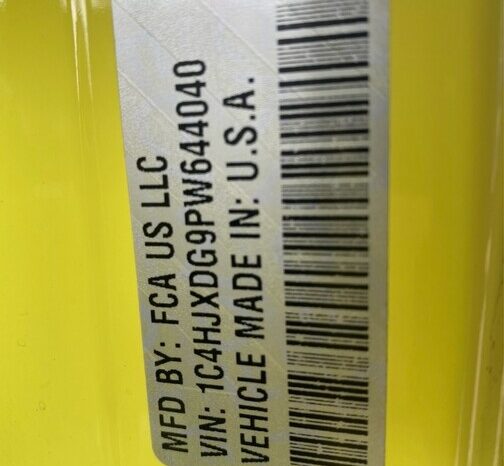 MFD BY: FCA US LLC
VIN: 1C4HJXDG9PW644040
VEHICLE MADE IN: U.S.A.